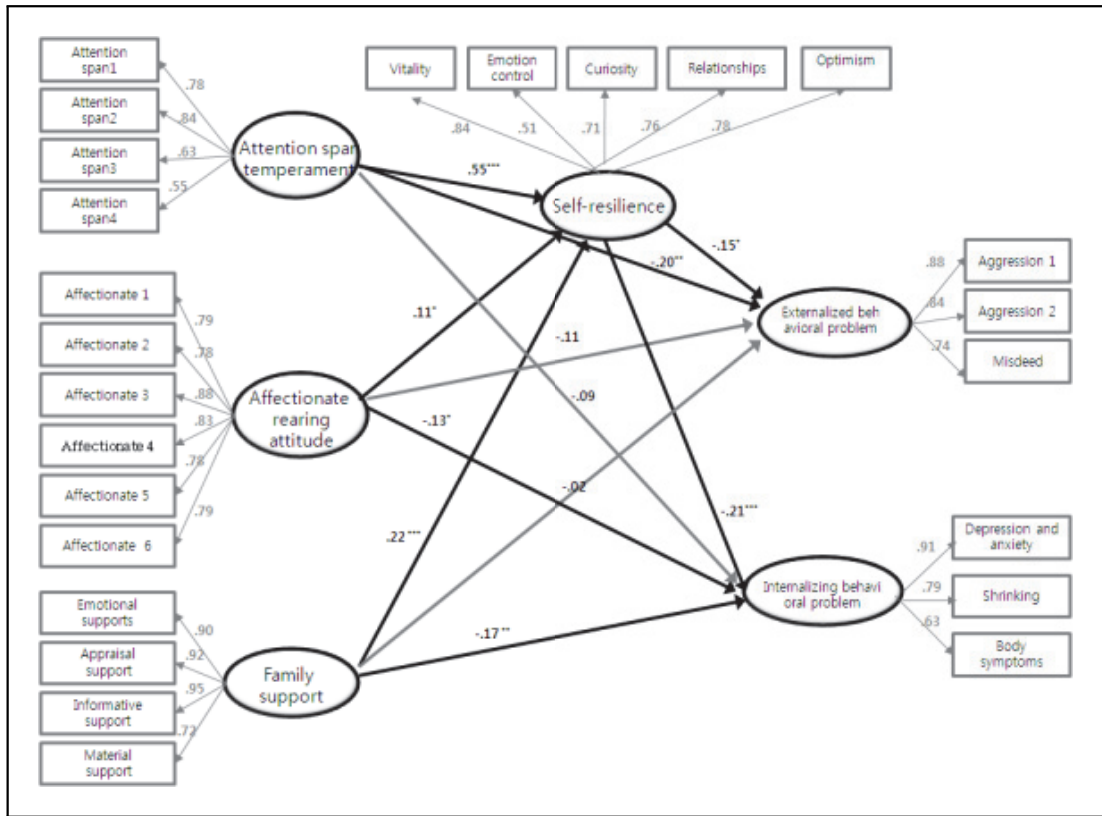 Attention
span1
Attention
span2
Attention
span3
Attention
span4
.78
.84
.63
.55
Attention span
temperament
Vitality
Emotion
control
Curiosity
Relationships
Optimism
.84
.51
.71
.76
.78
Self-resilience
.55***
-.20**
-.15*
Affectionate 1
Affectionate 2
Affectionate 3
Affectionate 4
Affectionate 5
Affectionate 6
.79
.78
.88
.83
.78
.79
Affectionate
rearing
attitude
.11*
-.11
-.13*
-.09
-.02
.22***
-.21***
-.17**
Externalized beh
avioral problem
.88
.84
.74
Aggression 1
Aggression 2
Misdeed
Emotional
supports
Appraisal
support
Informative
support
Material
support
.90
.92
.95
.72
Family
support
Internalizing behavi
oral problem
.91
.79
.63
Depression and
anxiety
Shrinking
Body
symptoms